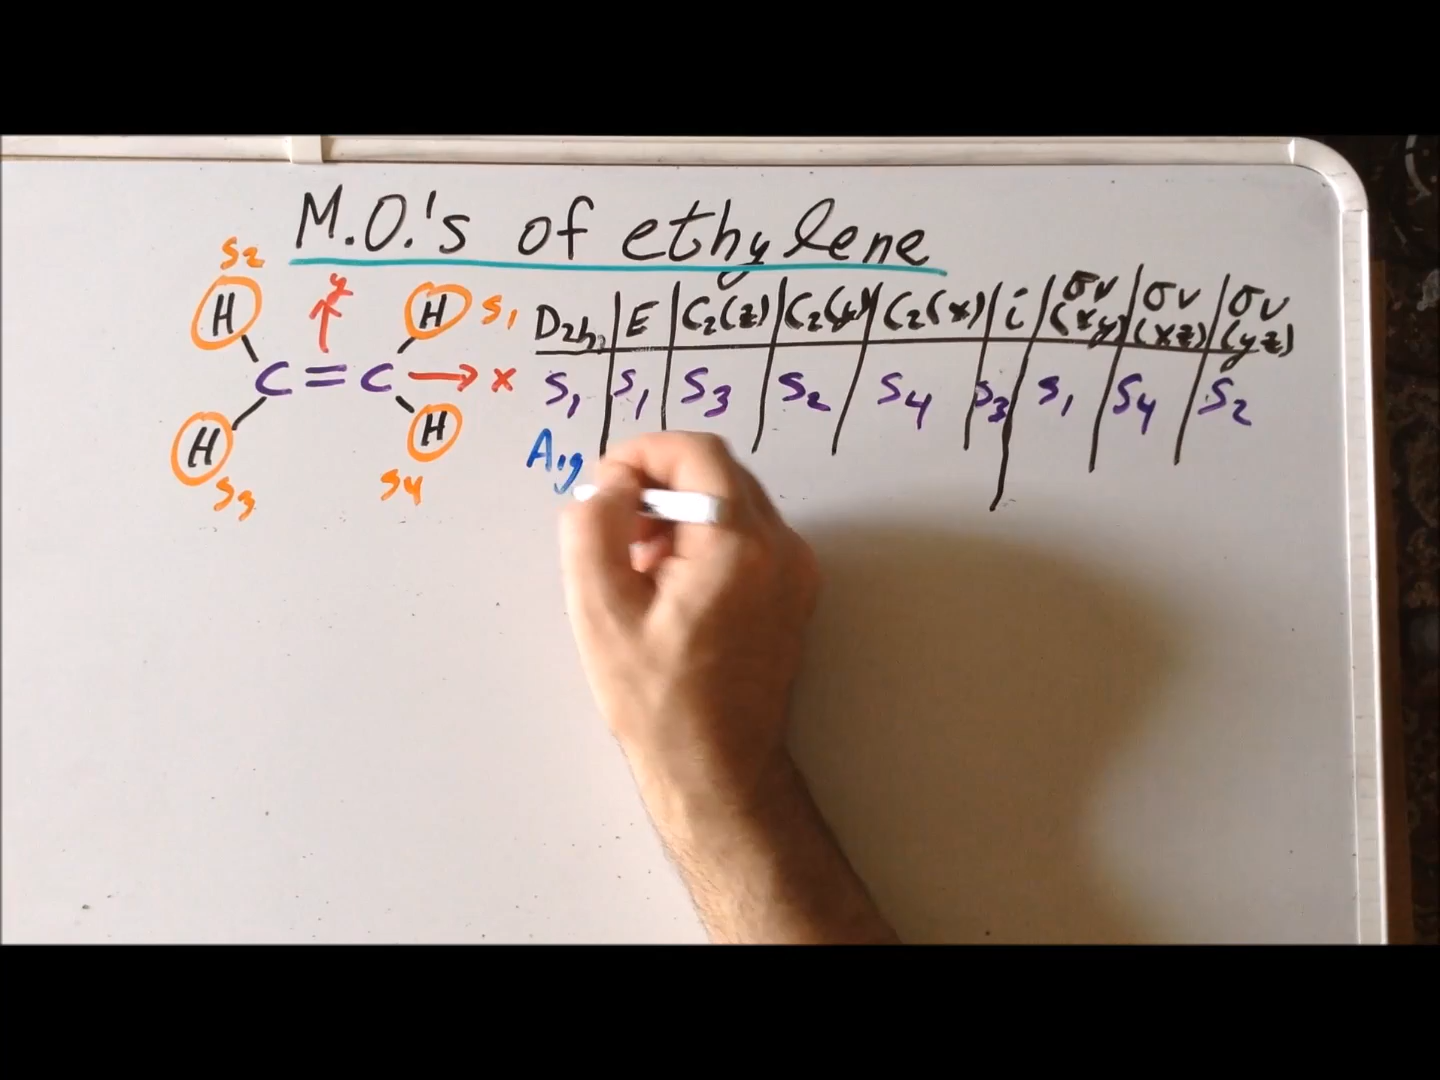 M.O.'s of ethylene
S2
y
H
H
S1
C = C
x
H
H
S3
S4
D2h
E
C2(z)
C2(y)
C2(x)
i
σv (xy)
σv (xz)
σv (yz)
S1
S1
S3
S2
S4
S3
S1
S4
S2
A1g